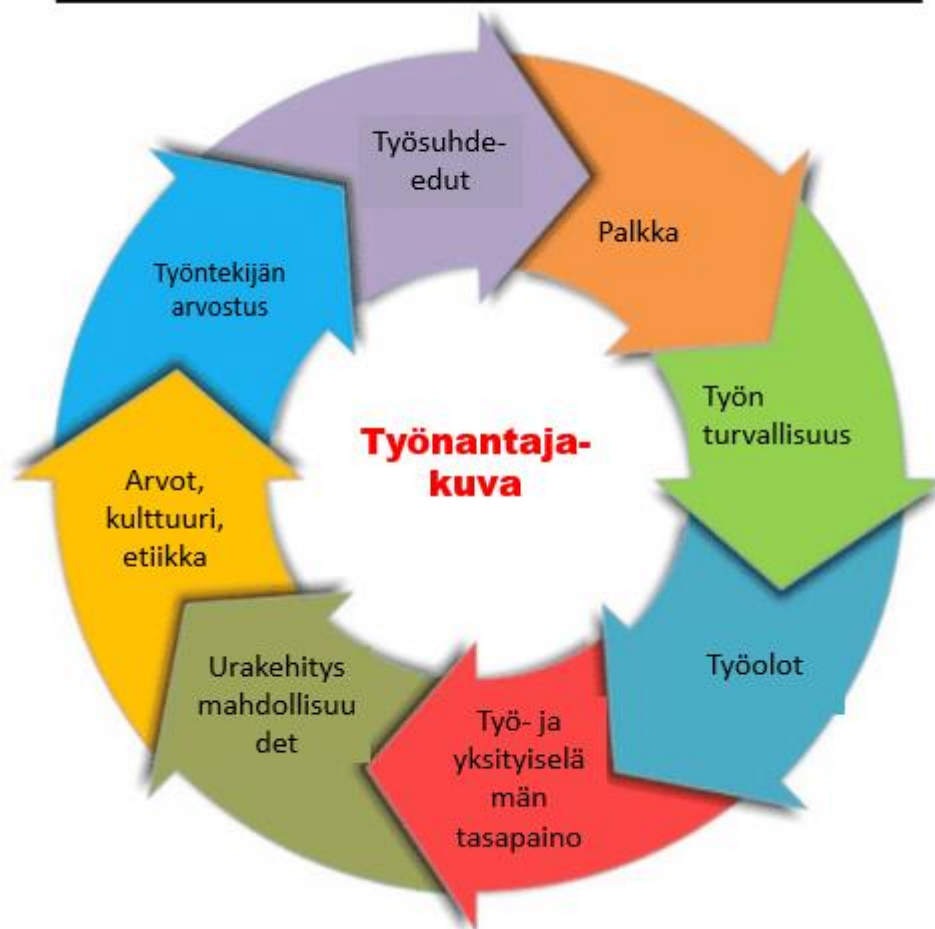 Työsuhde-
edut
Palkka
Työn
turvallisuus
Työolot
Työ- ja
yksityiselä
män
tasapaino
Urakehitys
mahdollisuu
det
Arvot,
kulttuuri,
etiikka
Työntekijän
arvostus
Työnantaja-
kuva